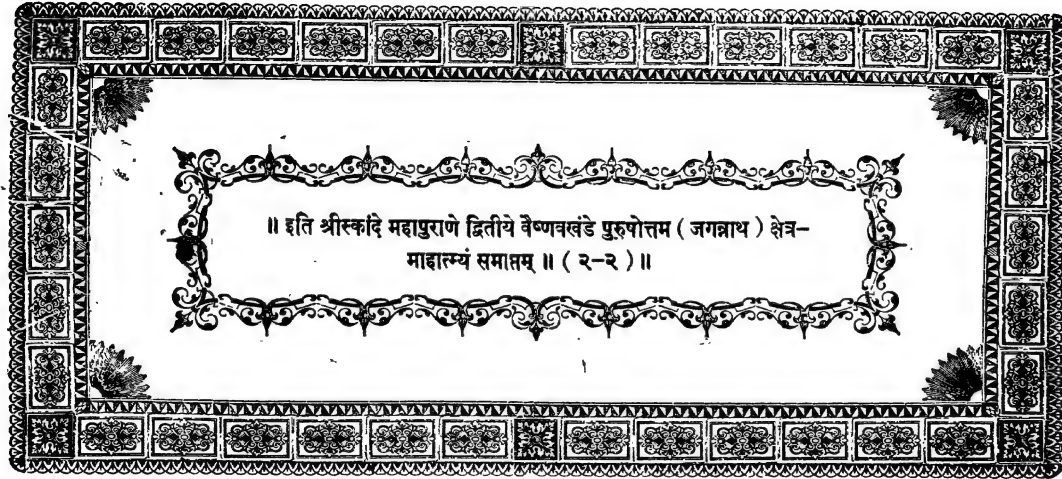 ॥ इति श्रीस्कांदे महापुराणे द्वितीये वैष्णवखंडे पुरुषोत्तम ( जगन्नाथ ) क्षेत्र-
माहात्म्यं समाप्तम् ॥ ( २-२ ) ॥